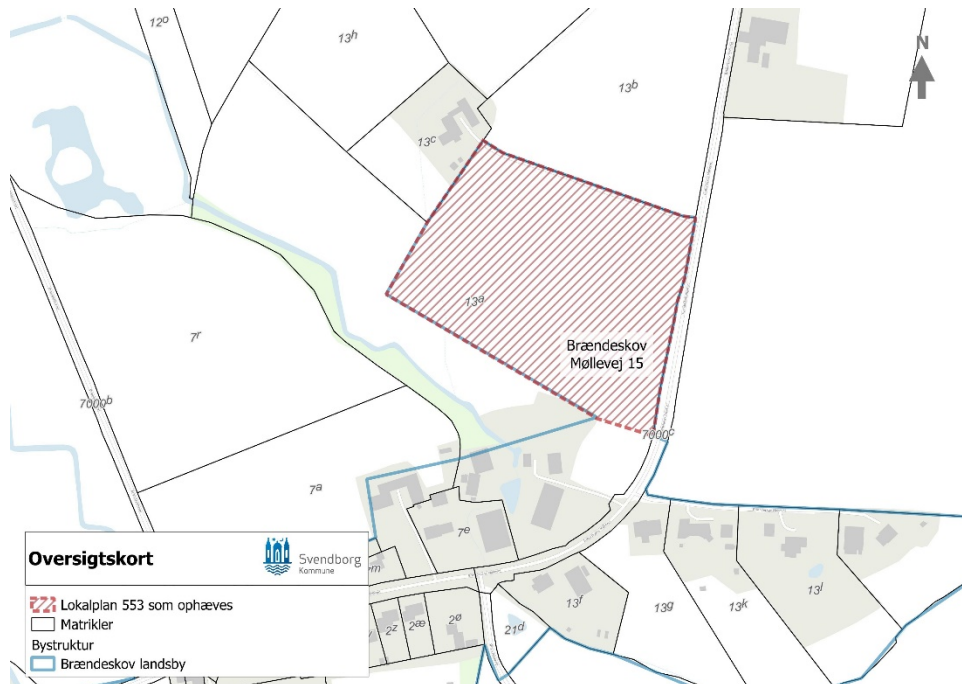 12ᵒ
13ʰ
13ᵇ
N
13ᶜ
13ᵃ
7ʳ
Brændeskov
Møllevej 15
7000ᵇ
7000ᶜ
7ᵃ
7ᵉ
13ᶠ
13ᵍ
13ᵏ
13ˡ
2ᶻ
2ᵆ
2ø
21ᵈ
Oversigtskort
Svendborg
Kommune
Lokalplan 553 som ophæves
Matrikler
Bystruktur
Brændeskov landsby